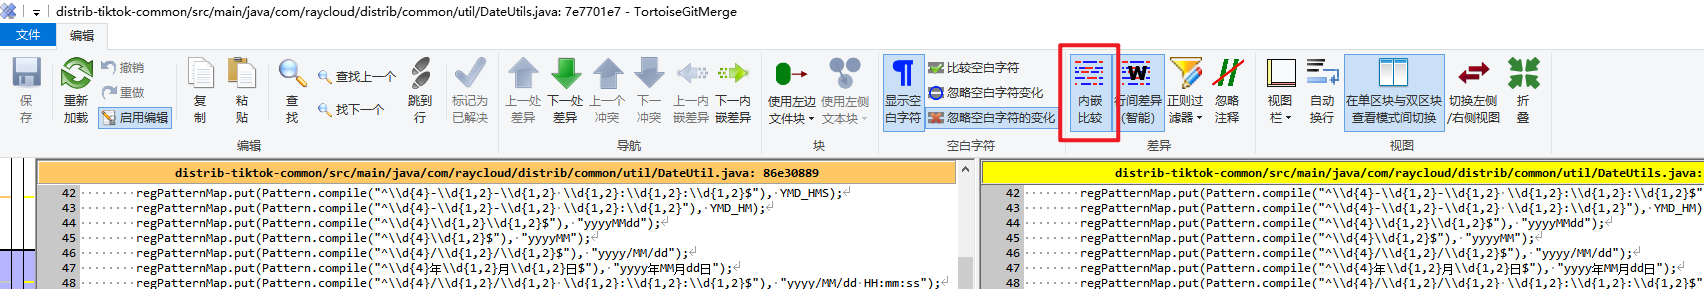 distrib-tiktok-common/src/main/java/com/raycloud/distrib/common/util/DateUtils.java: 7e7701e7 - TortoiseGitMerge
文件 编辑
保存
重新加载
撤销
重做
启用编辑
复制
粘贴
查找
查找上一个
找下一个
跳到行
标记为已解决
上一处差异
下一处差异
上一个冲突
下一冲突
上一内嵌差异
下一内嵌差异
使用左边文件块
使用左侧文本块
显示空白字符
比较空白字符
忽略空白字符变化
忽略空白字符的变化
内嵌比较
行间差异(智能)
正则过滤器
忽略注释
视图栏
自动换行
在单区块与双区块查看模式间切换
切换左侧/右侧视图
折叠
编辑 导航 块 空白字符 差异 视图
distrib-tiktok-common/src/main/java/com/raycloud/distrib/common/util/DateUtil.java: 86e30889
42 regPatternMap.put(Pattern.compile("^\\d{4}-\\d{1,2}-\\d{1,2} \\d{1,2}:\\d{1,2}:\\d{1,2}$"), YMD_HMS);
43 regPatternMap.put(Pattern.compile("^\\d{4}-\\d{1,2}-\\d{1,2} \\d{1,2}:\\d{1,2}"), YMD_HM);
44 regPatternMap.put(Pattern.compile("^\\d{4}\\d{1,2}\\d{1,2}$"), "yyyyMMdd");
45 regPatternMap.put(Pattern.compile("^\\d{4}\\d{1,2}$"), "yyyyMM");
46 regPatternMap.put(Pattern.compile("^\\d{4}/\\d{1,2}/\\d{1,2}$"), "yyyy/MM/dd");
47 regPatternMap.put(Pattern.compile("^\\d{4}年\\d{1,2}月\\d{1,2}日$"), "yyyy年MM月dd日");
48 regPatternMap.put(Pattern.compile("^\\d{4}/\\d{1,2}/\\d{1,2} \\d{1,2}:\\d{1,2}:\\d{1,2}$"), "yyyy/MM/dd HH:mm:ss");
distrib-tiktok-common/src/main/java/com/raycloud/distrib/common/util/DateUtils.java:
42 regPatternMap.put(Pattern.compile("^\\d{4}-\\d{1,2}-\\d{1,2} \\d{1,2}:\\d{1,2}:\\d{1,2}$"
43 regPatternMap.put(Pattern.compile("^\\d{4}-\\d{1,2}-\\d{1,2} \\d{1,2}:\\d{1,2}"), YMD_HM)
44 regPatternMap.put(Pattern.compile("^\\d{4}\\d{1,2}\\d{1,2}$"), "yyyyMMdd");
45 regPatternMap.put(Pattern.compile("^\\d{4}\\d{1,2}$"), "yyyyMM");
46 regPatternMap.put(Pattern.compile("^\\d{4}/\\d{1,2}/\\d{1,2}$"), "yyyy/MM/dd");
47 regPatternMap.put(Pattern.compile("^\\d{4}年\\d{1,2}月\\d{1,2}日$"), "yyyy年MM月dd日");
48 regPatternMap.put(Pattern.compile("^\\d{4}/\\d{1,2}/\\d{1,2} \\d{1,2}:\\d{1,2}:\\d{1,2}$"